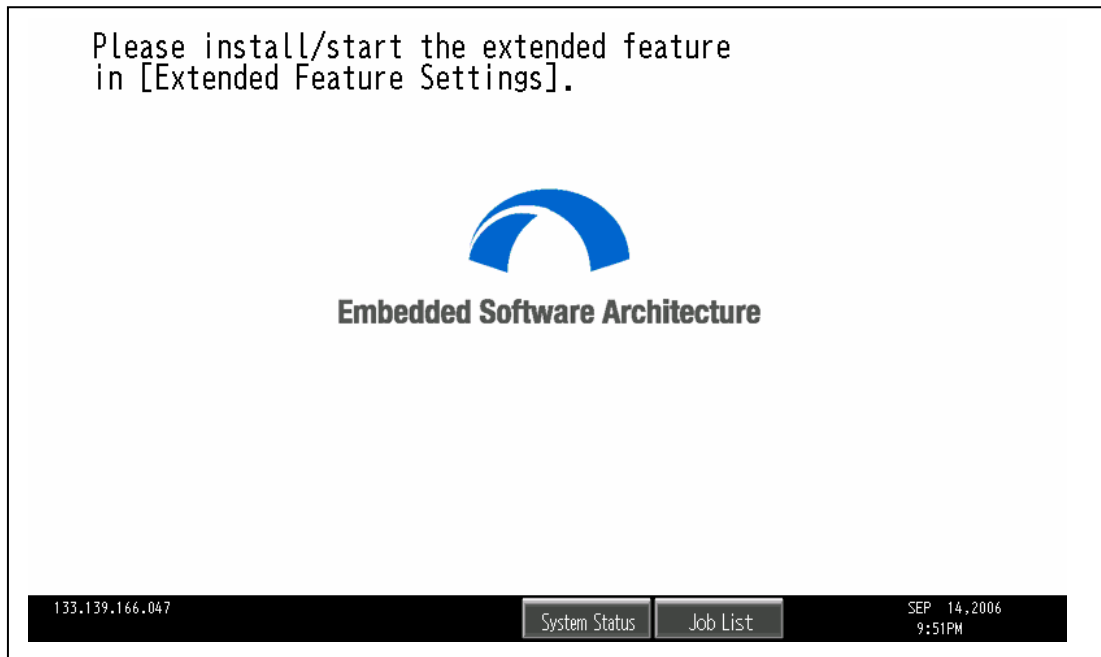 Please install/start the extended feature
in [Extended Feature Settings].
Embedded Software Architecture
133.139.166.047
System Status
Job List
SEP 14,2006
9:51PM